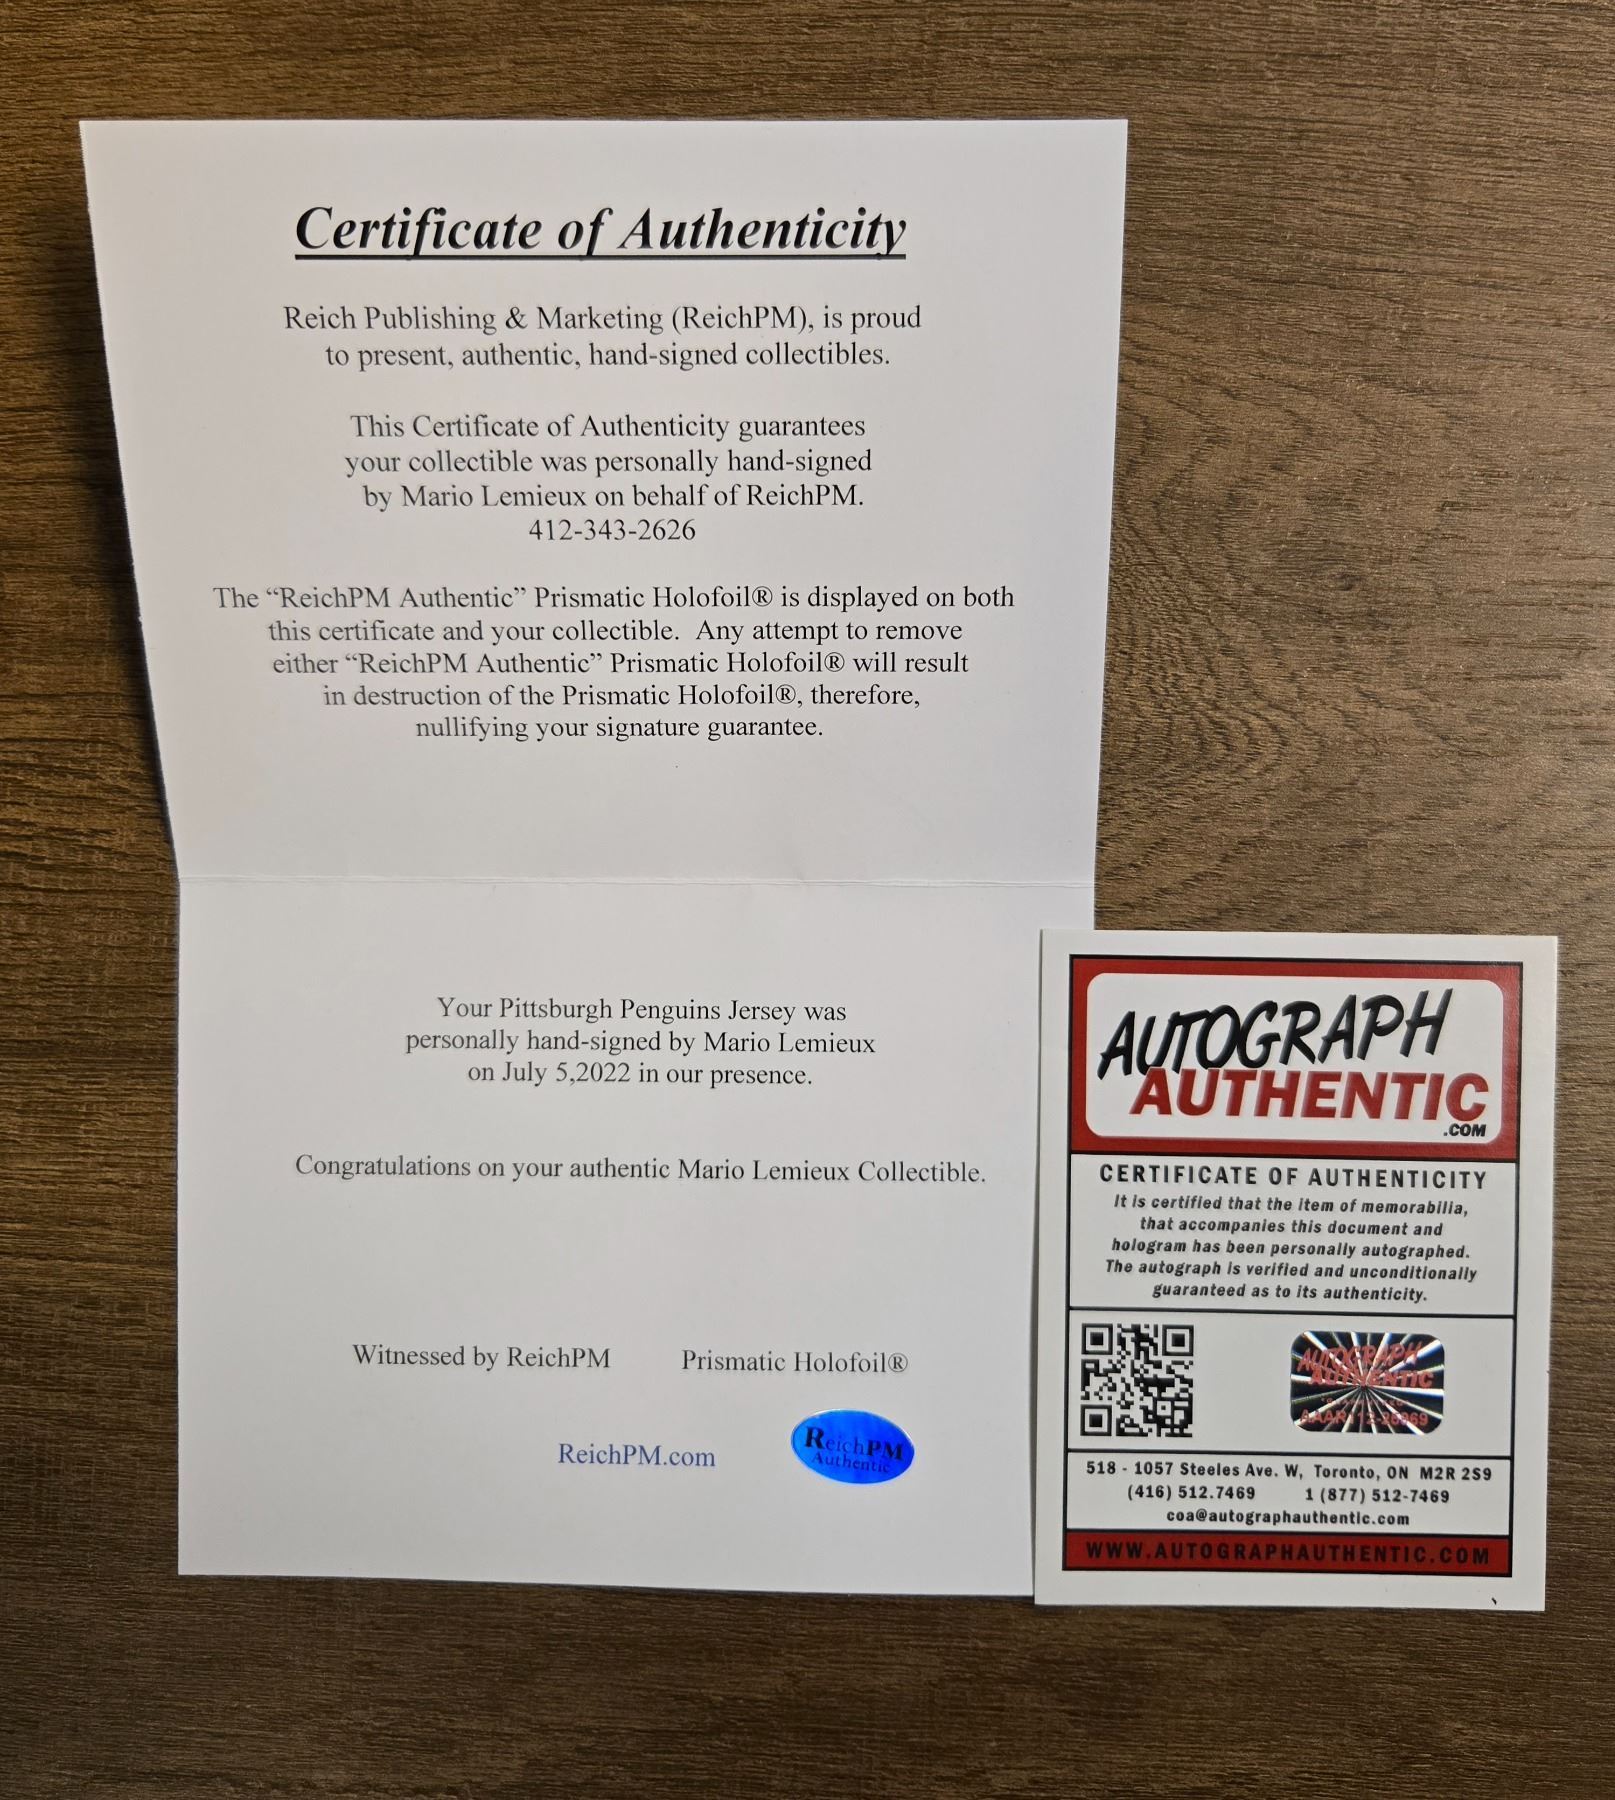 Certificate of Authenticity
Reich Publishing & Marketing (ReichPM), is proud
to present, authentic, hand-signed collectibles.
This Certificate of Authenticity guarantees
your collectible was personally hand-signed
by Mario Lemieux on behalf of ReichPM.
412-343-2626
The “ReichPM Authentic” Prismatic Holofoil® is displayed on both
this certificate and your collectible.  Any attempt to remove
either “ReichPM Authentic” Prismatic Holofoil® will result
in destruction of the Prismatic Holofoil®, therefore,
nullifying your signature guarantee.
Your Pittsburgh Penguins Jersey was
personally hand-signed by Mario Lemieux
on July 5,2022 in our presence.
Congratulations on your authentic Mario Lemieux Collectible.
Witnessed by ReichPM
Prismatic Holofoil®
ReichPM.com
ReichPM
Authentic
AUTOGRAPH
AUTHENTIC
.COM
CERTIFICATE OF AUTHENTICITY
It is certified that the item of memorabilia,
that accompanies this document and
hologram has been personally autographed.
The autograph is verified and unconditionally
guaranteed as to its authenticity.
AUTOGRAPH
AUTHENTIC
518 - 1057 Steeles Ave. W, Toronto, ON M2R 2S9
(416) 512.7469 1 (877) 512-7469
coa@autographauthentic.com
WWW.AUTOGRAPHAUTHENTIC.COM